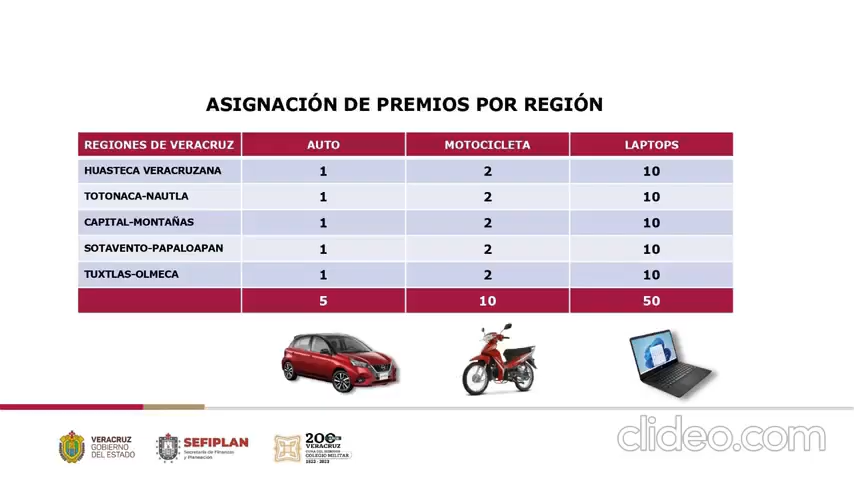 ASIGNACIÓN DE PREMIOS POR REGIÓN
REGIONES DE VERACRUZ AUTO MOTOCICLETA LAPTOPS
HUASTECA VERACRUZANA 1 2 10
TOTONACA-NAUTLA 1 2 10
CAPITAL-MONTAÑAS 1 2 10
SOTAVENTO-PAPALOAPAN 1 2 10
TUXTLAS-OLMECA 1 2 10
5 10 50
VERACRUZ
GOBIERNO
DEL ESTADO
SEFIPLAN
Secretaría de Finanzas
y Planeación
200
VERACRUZ
COLEGIO MILITAR
1823 - 2023
clideo.com